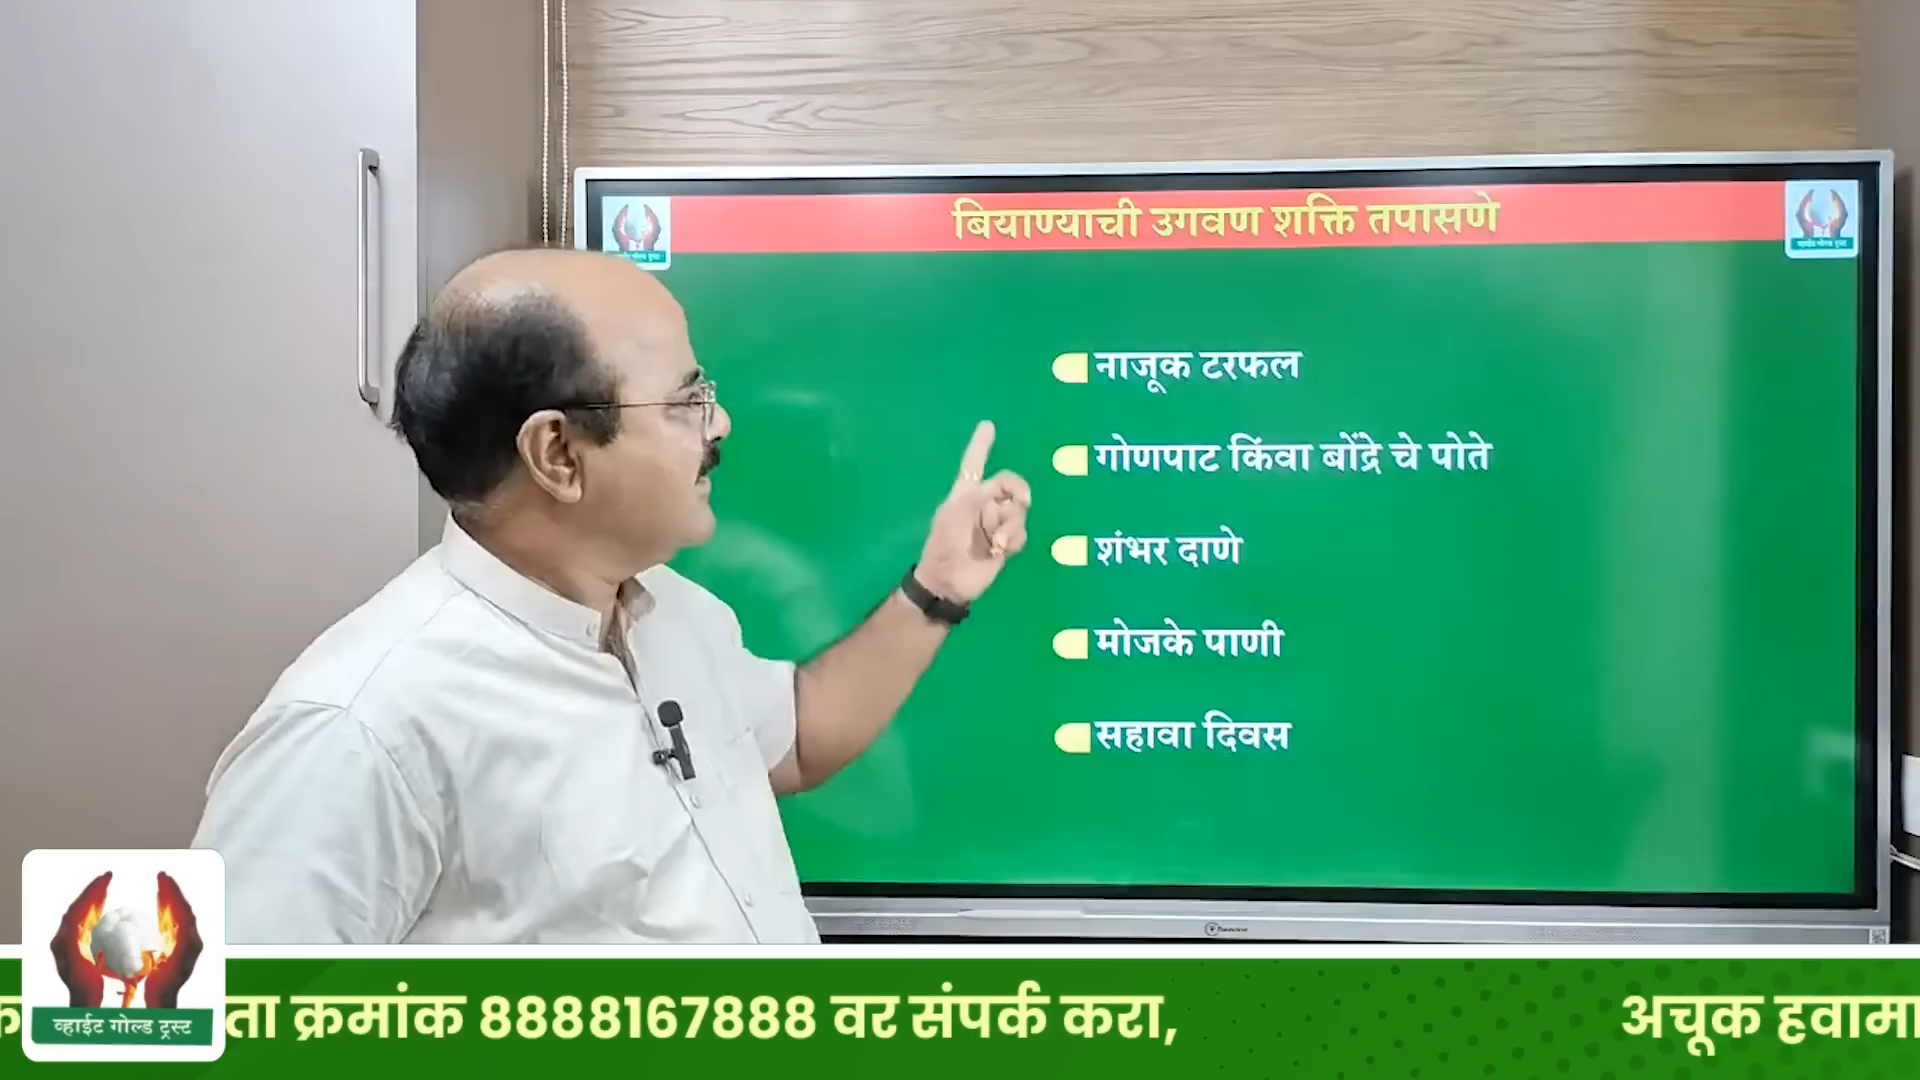 बियाण्याची उगवण शक्ति तपासणे
नाजूक टरफल
गोणपाट किंवा बोंद्रे चे पोते
शंभर दाणे
मोजके पाणी
सहावा दिवस
व्हाईट गोल्ड ट्रस्ट
ता क्रमांक 8888167888 वर संपर्क करा,
अचूक हवामा